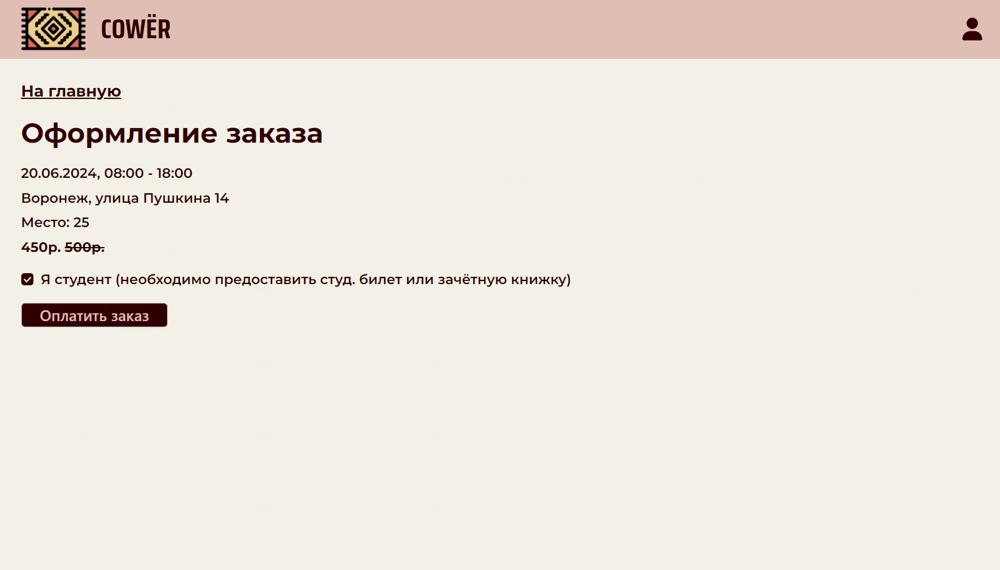 COWЁR
На главную
Оформление заказа
20.06.2024, 08:00 - 18:00
Воронеж, улица Пушкина 14
Место: 25
450р. 500р.
Я студент (необходимо предоставить студ. билет или зачётную книжку)
Оплатить заказ